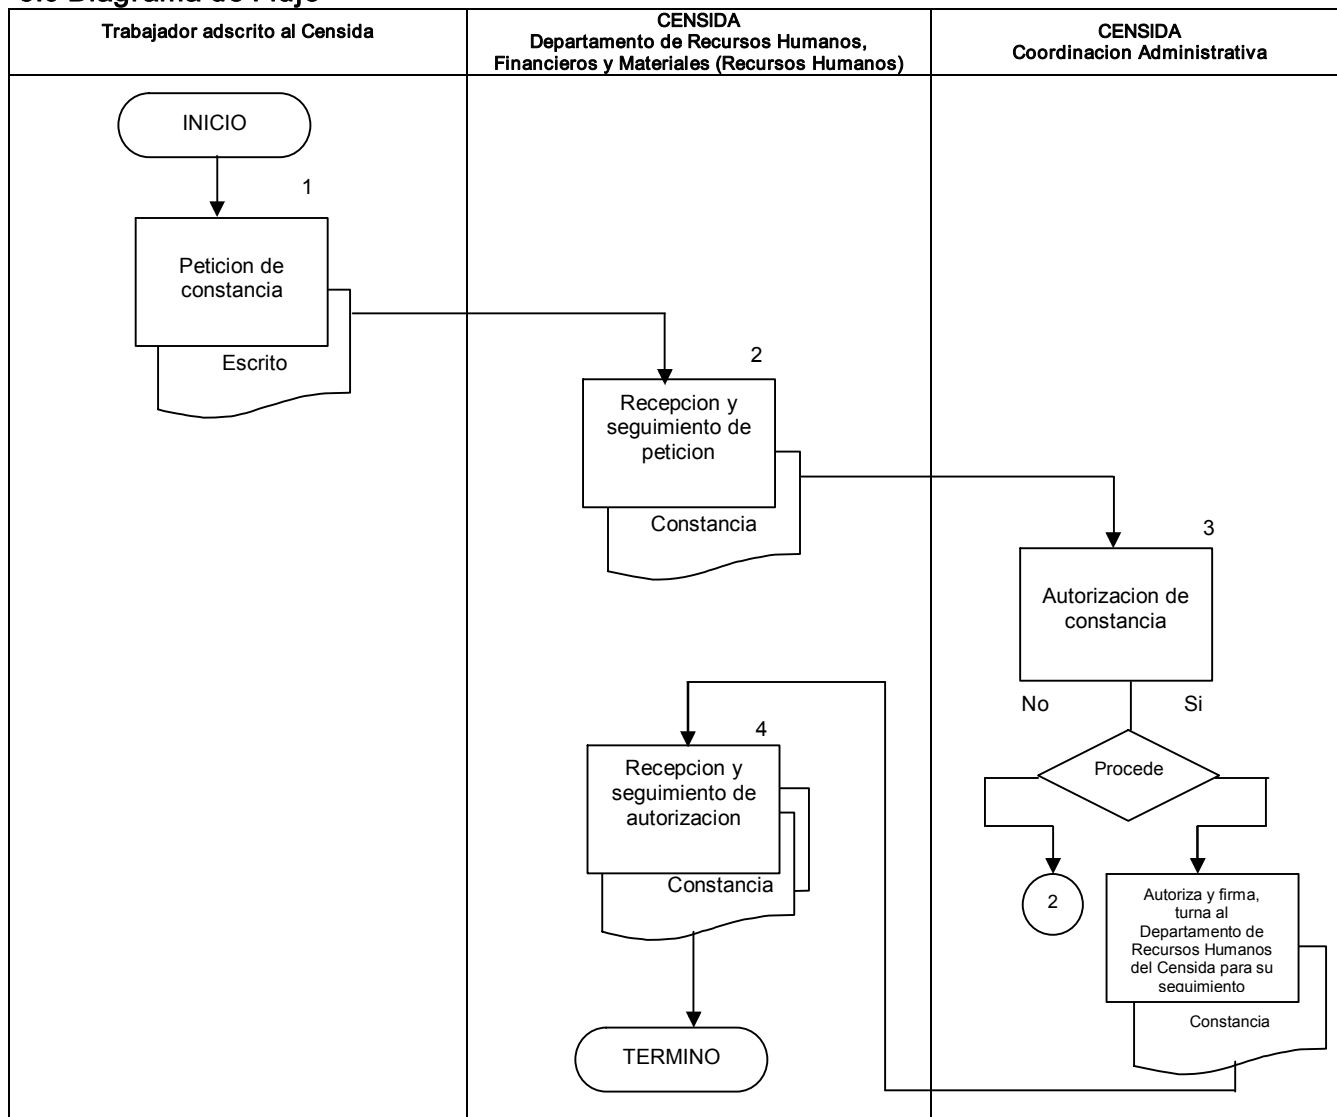 Trabajador adscrito al Censida
CENSIDA
Departamento de Recursos Humanos,
Financieros y Materiales (Recursos Humanos)
CENSIDA
Coordinacion Administrativa
INICIO
1
Peticion de
constancia
Escrito
2
Recepcion y
seguimiento de
peticion
Constancia
3
Autorizacion de
constancia
No
Si
Procede
2
Autoriza y firma,
turna al
Departamento de
Recursos Humanos
del Censida para su
seguimiento
Constancia
4
Recepcion y
seguimiento de
autorizacion
Constancia
TERMINO